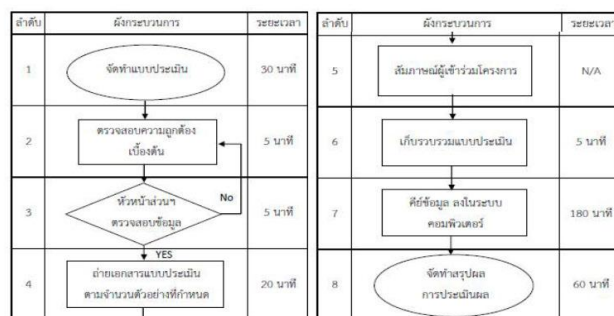 ลำดับ ผังกระบวนการ ระยะเวลา
1 จัดทำแบบประเมิน 30 นาที
2 ตรวจสอบความถูกต้อง
เบื้องต้น 5 นาที
3 หัวหน้าส่วนฯ
ตรวจสอบข้อมูล No 5 นาที
YES
4 ถ่ายเอกสารแบบประเมิน
ตามจำนวนตัวอย่างที่กำหนด 20 นาที
ลำดับ ผังกระบวนการ ระยะเวลา
5 สัมภาษณ์ผู้เข้าร่วมโครงการ N/A
6 เก็บรวบรวมแบบประเมิน 5 นาที
7 คีย์ข้อมูล ลงในระบบ
คอมพิวเตอร์ 180 นาที
8 จัดทำสรุปผล
การประเมินผล 60 นาที